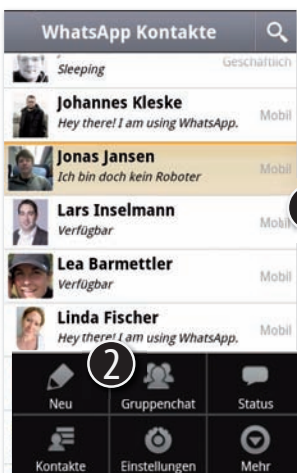 WhatsApp Kontakte
Sleeping
Geschäftlich
Johannes Kleske
Hey there! I am using WhatsApp.
Mobil
Jonas Jansen
Ich bin doch kein Roboter
Mobil
Lars Inselmann
Verfügbar
Mobil
Lea Barmettler
Verfügbar
Mobil
Linda Fischer
Hey there! I am using WhatsApp.
Mobil
2
Neu
Gruppenchat
Status
Kontakte
Einstellungen
Mehr